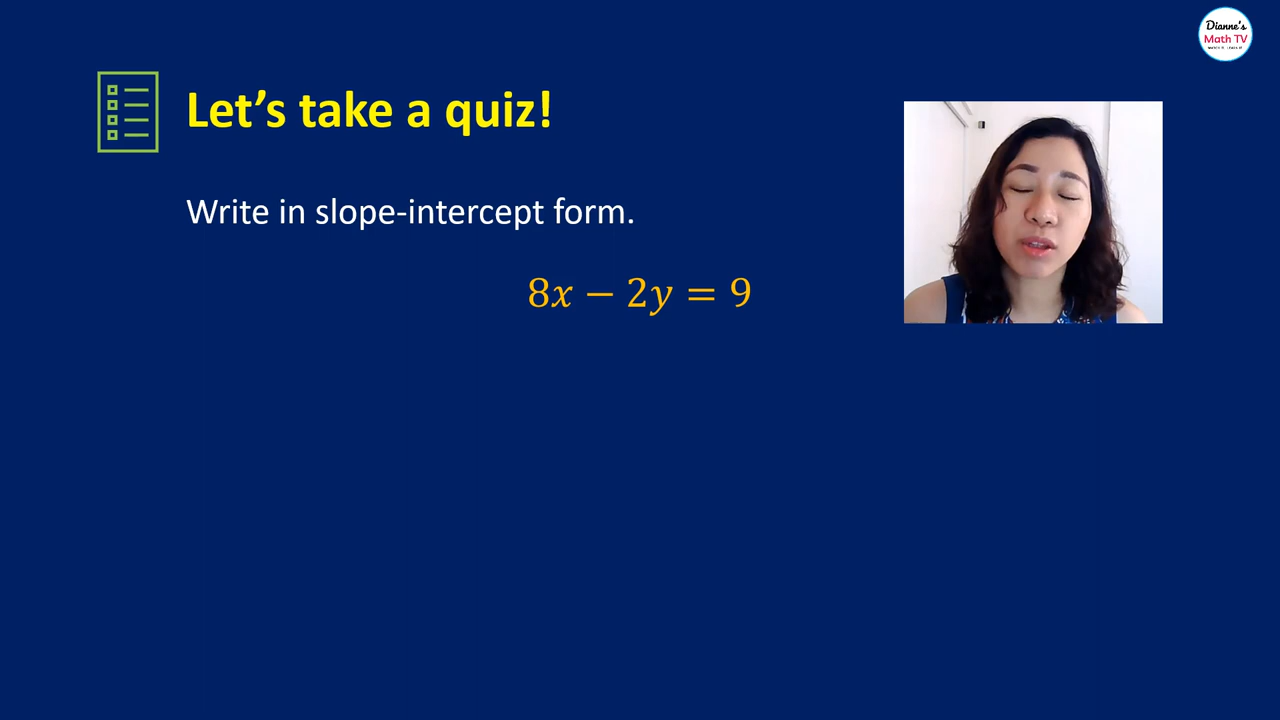 Dianne's
Math TV
Let's take a quiz!
Write in slope-intercept form.
8x − 2y = 9